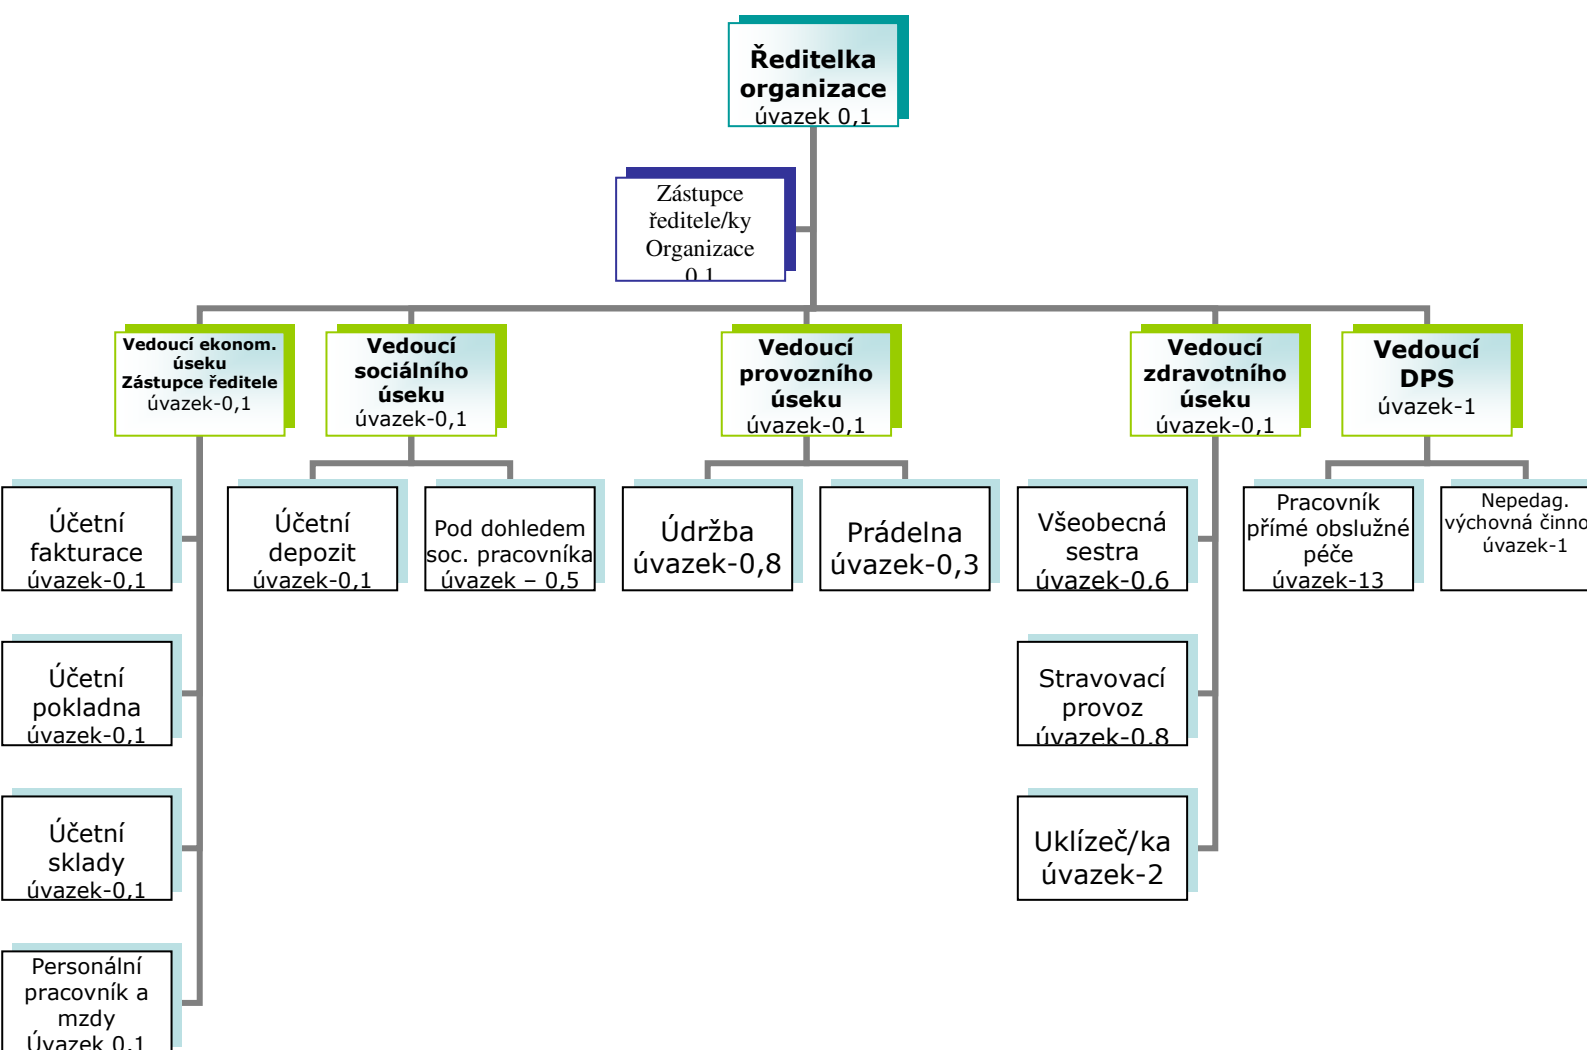 Ředitelka
organizace
úvazek 0,1
Zástupce
ředitele/ky
Organizace
0,1
Vedoucí ekonom.
úseku
Zástupce ředitele
úvazek-0,1
Vedoucí
sociálního
úseku
úvazek-0,1
Vedoucí
provozního
úseku
úvazek-0,1
Vedoucí
zdravotního
úseku
úvazek-0,1
Vedoucí
DPS
úvazek-1
Účetní
fakturace
úvazek-0,1
Účetní
depozit
úvazek-0,1
Pod dohledem
soc. pracovníka
úvazek – 0,5
Údržba
úvazek-0,8
Prádelna
úvazek-0,3
Všeobecná
sestra
úvazek-0,6
Pracovník
přímé obslužné
péče
úvazek-13
Nepedag.
výchovná činno
úvazek-1
Účetní
pokladna
úvazek-0,1
Stravovací
provoz
úvazek-0,8
Účetní
sklady
úvazek-0,1
Uklízeč/ka
úvazek-2
Personální
pracovník a
mzdy
Úvazek 0,1